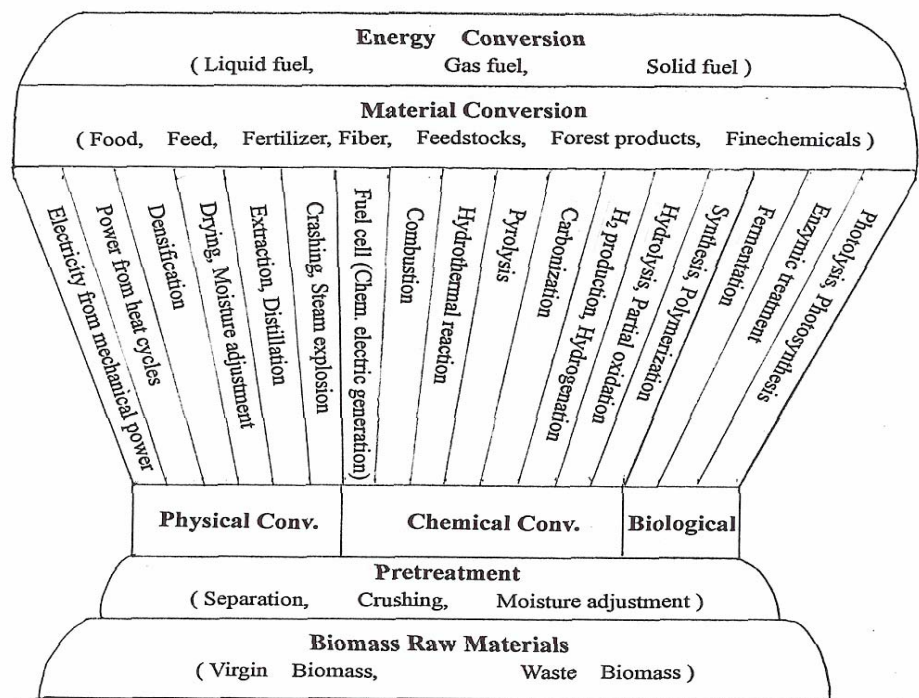 Energy Conversion
( Liquid fuel, Gas fuel, Solid fuel )
Material Conversion
( Food, Feed, Fertilizer, Fiber, Feedstocks, Forest products, Finechemicals )
Electricity from mechanical power
Power from heat cycles
Densification
Drying, Moisture adjustment
Extraction, Distillation
Crashing, Steam explosion
Fuel cell (Chem. electric generation)
Combustion
Hydrothermal reaction
Pyrolysis
Carbonization
H₂ production, Hydrogenation
Hydrolysis, Partial oxidation
Synthesis, Polymerization
Fermentation
Enzymic treatment
Photolysis, Photosynthesis
Physical Conv.
Chemical Conv.
Biological
Pretreatment
( Separation, Crushing, Moisture adjustment )
Biomass Raw Materials
( Virgin Biomass, Waste Biomass )